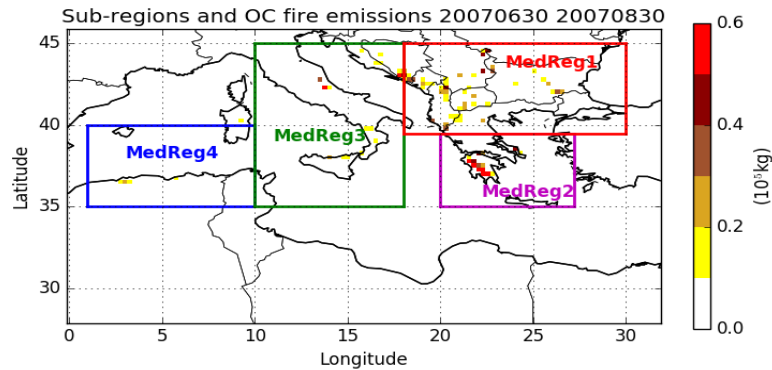 Sub-regions and OC fire emissions 20070630 20070830
45
40
35
30
Latitude
MedReg1
MedReg3
MedReg4
MedReg2
0
5
10
15
20
25
30
Longitude
0.6
0.4
0.2
0.0
(10⁵kg)